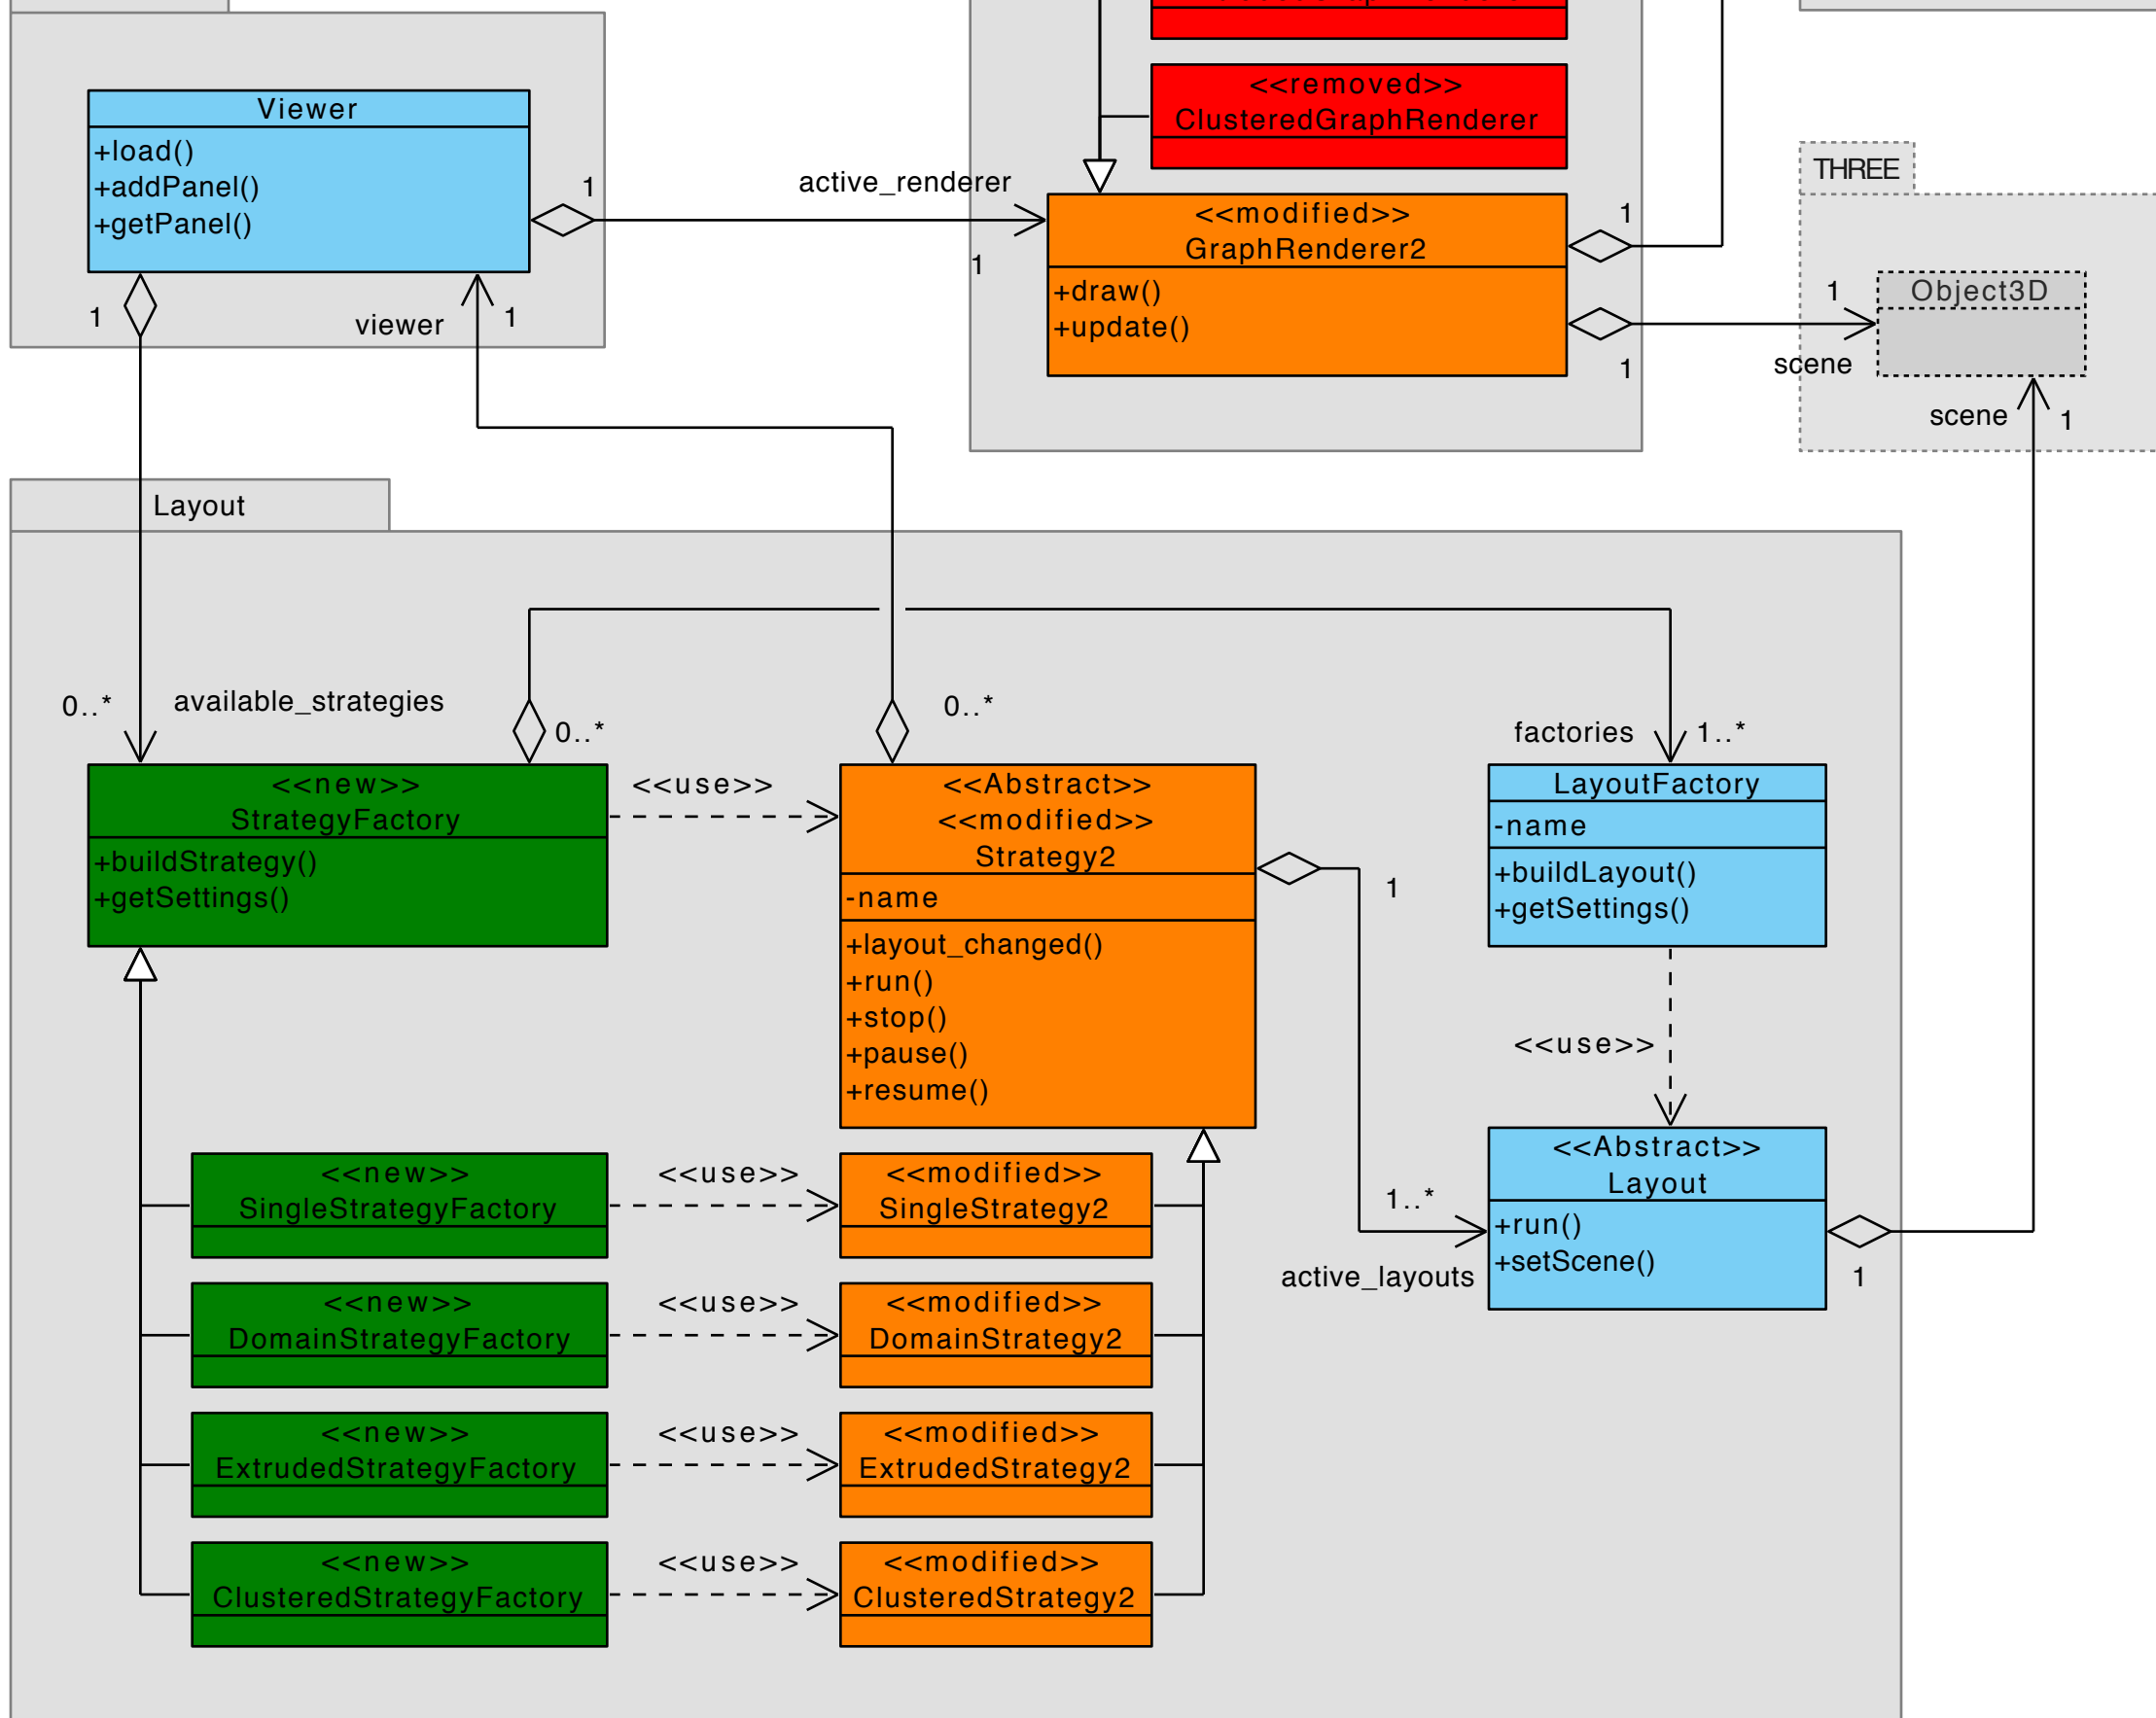 <<removed>>
ClusteredGraphRenderer
Viewer
+load()
+addPanel()
+getPanel()
1
active_renderer
1
<<modified>>
GraphRenderer2
+draw()
+update()
1
1
THREE
Object3D
1
scene
scene
1
1
viewer
1
Layout
0..*
available_strategies
0..*
0..*
factories
1..*
<<new>>
StrategyFactory
+buildStrategy()
+getSettings()
<<use>>
<<Abstract>>
<<modified>>
Strategy2
-name
+layout_changed()
+run()
+stop()
+pause()
+resume()
1
LayoutFactory
-name
+buildLayout()
+getSettings()
<<use>>
<<Abstract>>
Layout
+run()
+setScene()
1..*
active_layouts
1
<<new>>
SingleStrategyFactory
<<use>>
<<modified>>
SingleStrategy2
<<new>>
DomainStrategyFactory
<<use>>
<<modified>>
DomainStrategy2
<<new>>
ExtrudedStrategyFactory
<<use>>
<<modified>>
ExtrudedStrategy2
<<new>>
ClusteredStrategyFactory
<<use>>
<<modified>>
ClusteredStrategy2